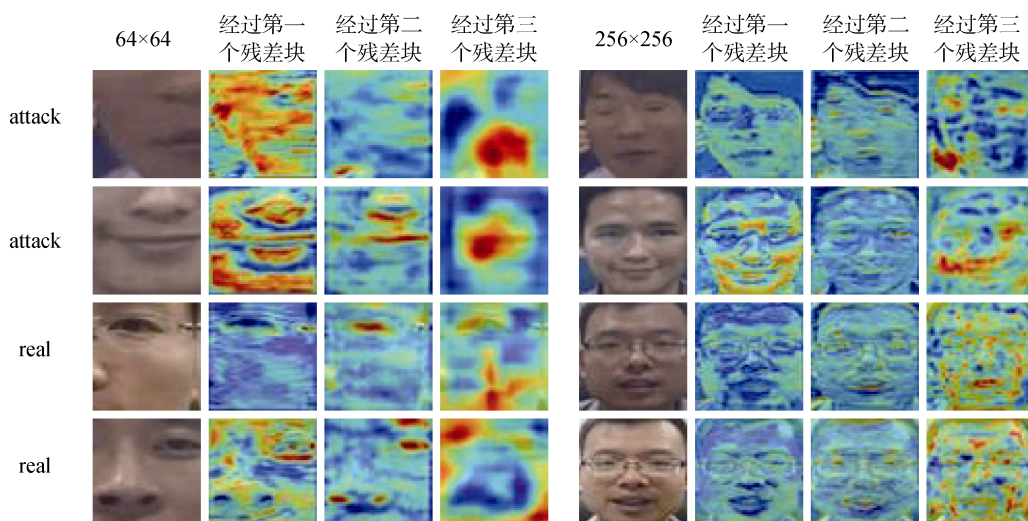 64×64
经过第一
个残差块
经过第二
个残差块
经过第三
个残差块
256×256
经过第一
个残差块
经过第二
个残差块
经过第三
个残差块
attack
attack
real
real